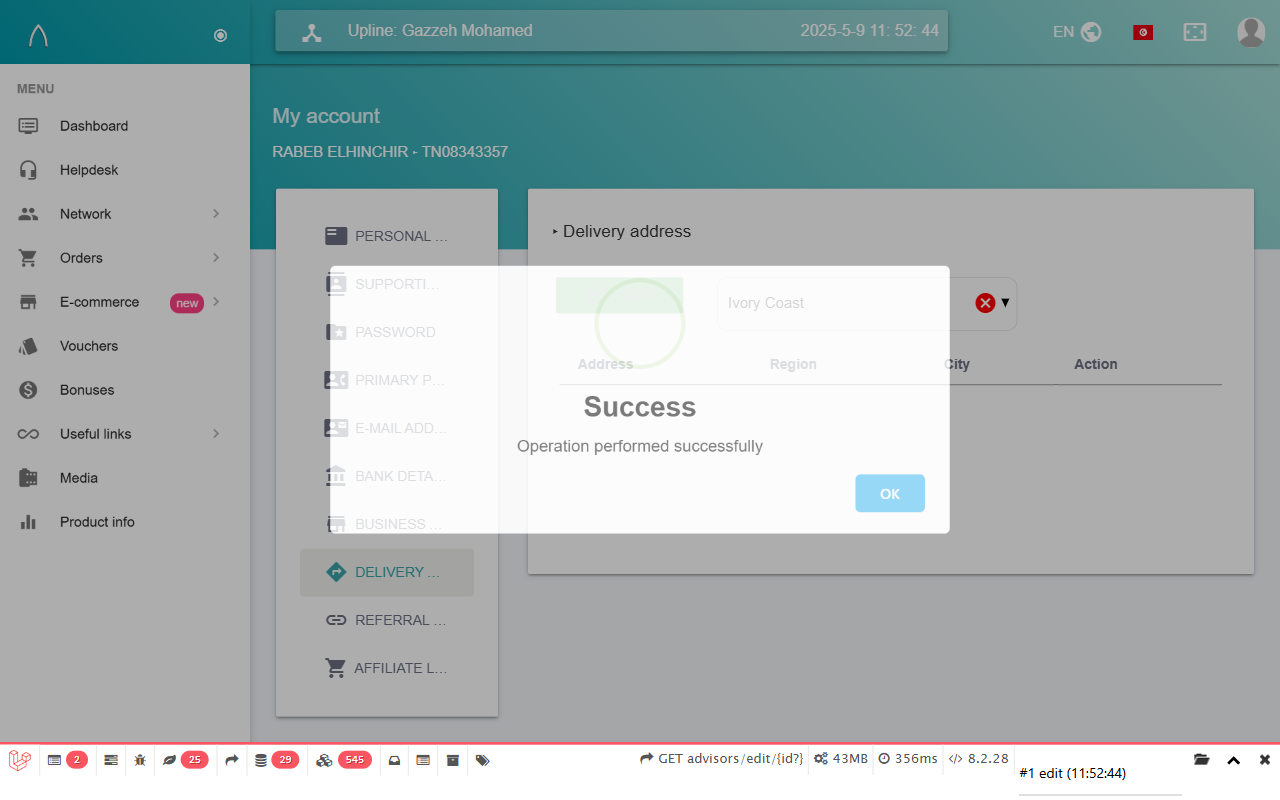 Upline: Gazzeh Mohamed
2025-5-9 11: 52: 44
EN
MENU
Dashboard
Helpdesk
Network
Orders
E-commerce
new
Vouchers
Bonuses
Useful links
Media
Product info
My account
RABEB ELHINCHIR - TN08343357
PERSONAL ...
SUPPORTI...
PASSWORD
PRIMARY P...
E-MAIL ADD...
BANK DETA...
BUSINESS ...
DELIVERY ...
REFERRAL ...
AFFILIATE L...
Delivery address
Ivory Coast
Address Region City Action
Success
Operation performed successfully
OK
2 25 29 545
GET advisors/edit/{id?} 43MB 356ms 8.2.28
#1 edit (11:52:44)